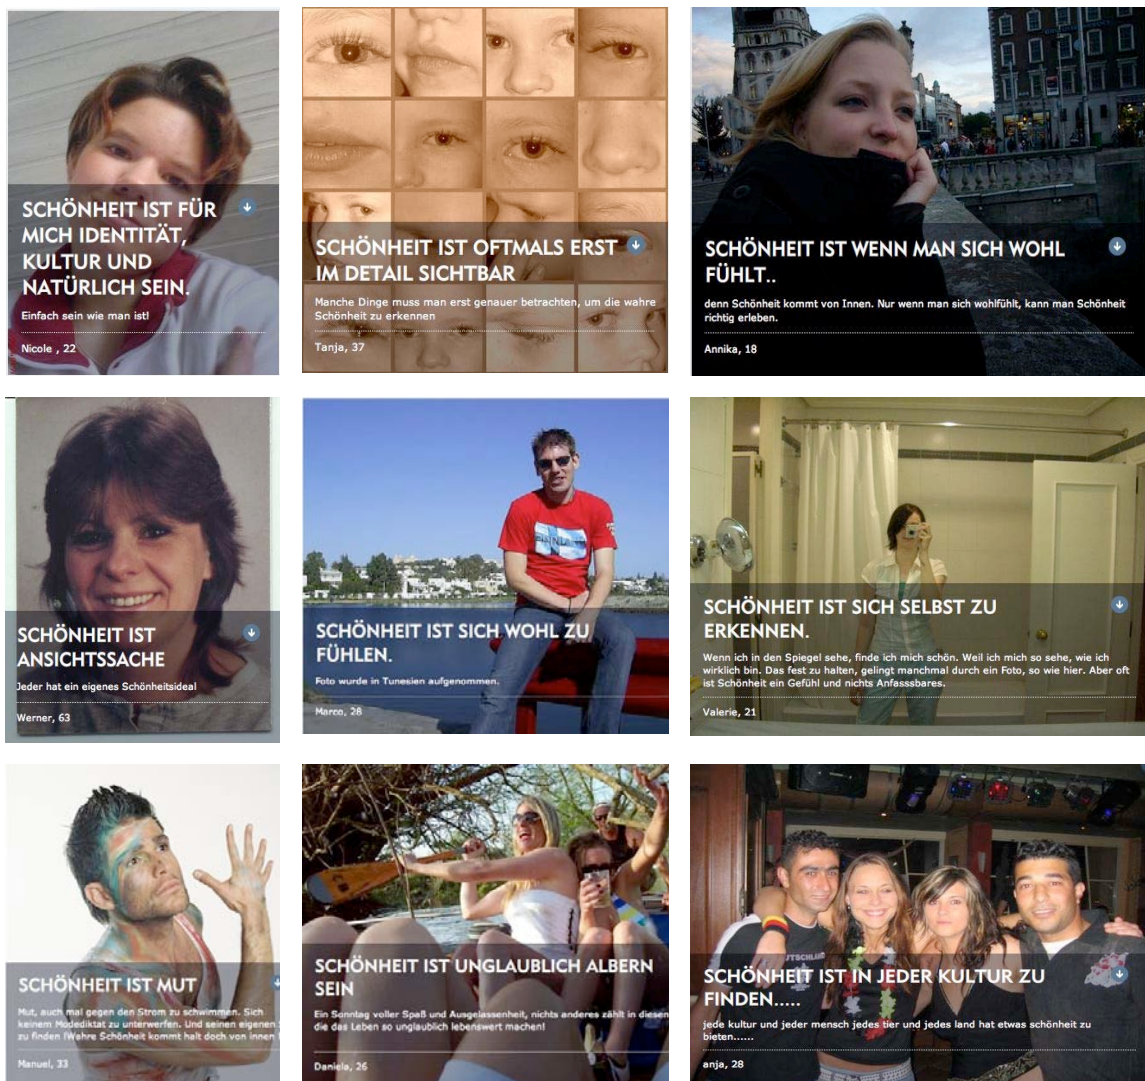 SCHÖNHEIT IST FÜR
MICH IDENTITÄT,
KULTUR UND
NATÜRLICH SEIN.
Einfach sein wie man ist!
Nicole , 22
SCHÖNHEIT IST OFTMALS ERST
IM DETAIL SICHTBAR
Manche Dinge muss man erst genauer betrachten, um die wahre
Schönheit zu erkennen
Tanja, 37
SCHÖNHEIT IST WENN MAN SICH WOHL
FÜHLT..
denn Schönheit kommt von Innen. Nur wenn man sich wohlfühlt, kann man Schönheit
richtig erleben.
Annika, 18
SCHÖNHEIT IST
ANSICHTSSACHE
Jeder hat ein eigenes Schönheitsideal
Werner, 63
SCHÖNHEIT IST SICH WOHL ZU
FÜHLEN.
Foto wurde in Tunesien aufgenommen.
Marco, 28
SCHÖNHEIT IST SICH SELBST ZU
ERKENNEN.
Wenn ich in den Spiegel sehe, finde ich mich schön. Weil ich mich so sehe, wie ich
wirklich bin. Das fest zu halten, gelingt manchmal durch ein Foto, so wie hier. Aber oft
ist Schönheit ein Gefühl und nichts Anfasssbares.
Valerie, 21
SCHÖNHEIT IST MUT
Mut, auch mal gegen den Strom zu schwimmen. Sich
keinem Modediktat zu unterwerfen. Und seinen eigenen
zu finden (Wahre Schönheit kommt halt doch von innen
Manuel, 33
SCHÖNHEIT IST UNGLAUBLICH ALBERN
SEIN
Ein Sonntag voller Spaß und Ausgelassenheit, nichts anderes zählt in diesen
die das Leben so unglaublich lebenswert machen!
Daniela, 26
SCHÖNHEIT IST IN JEDER KULTUR ZU
FINDEN.....
jede kultur und jeder mensch jedes tier und jedes land hat etwas schönheit zu
bieten......
anja, 28